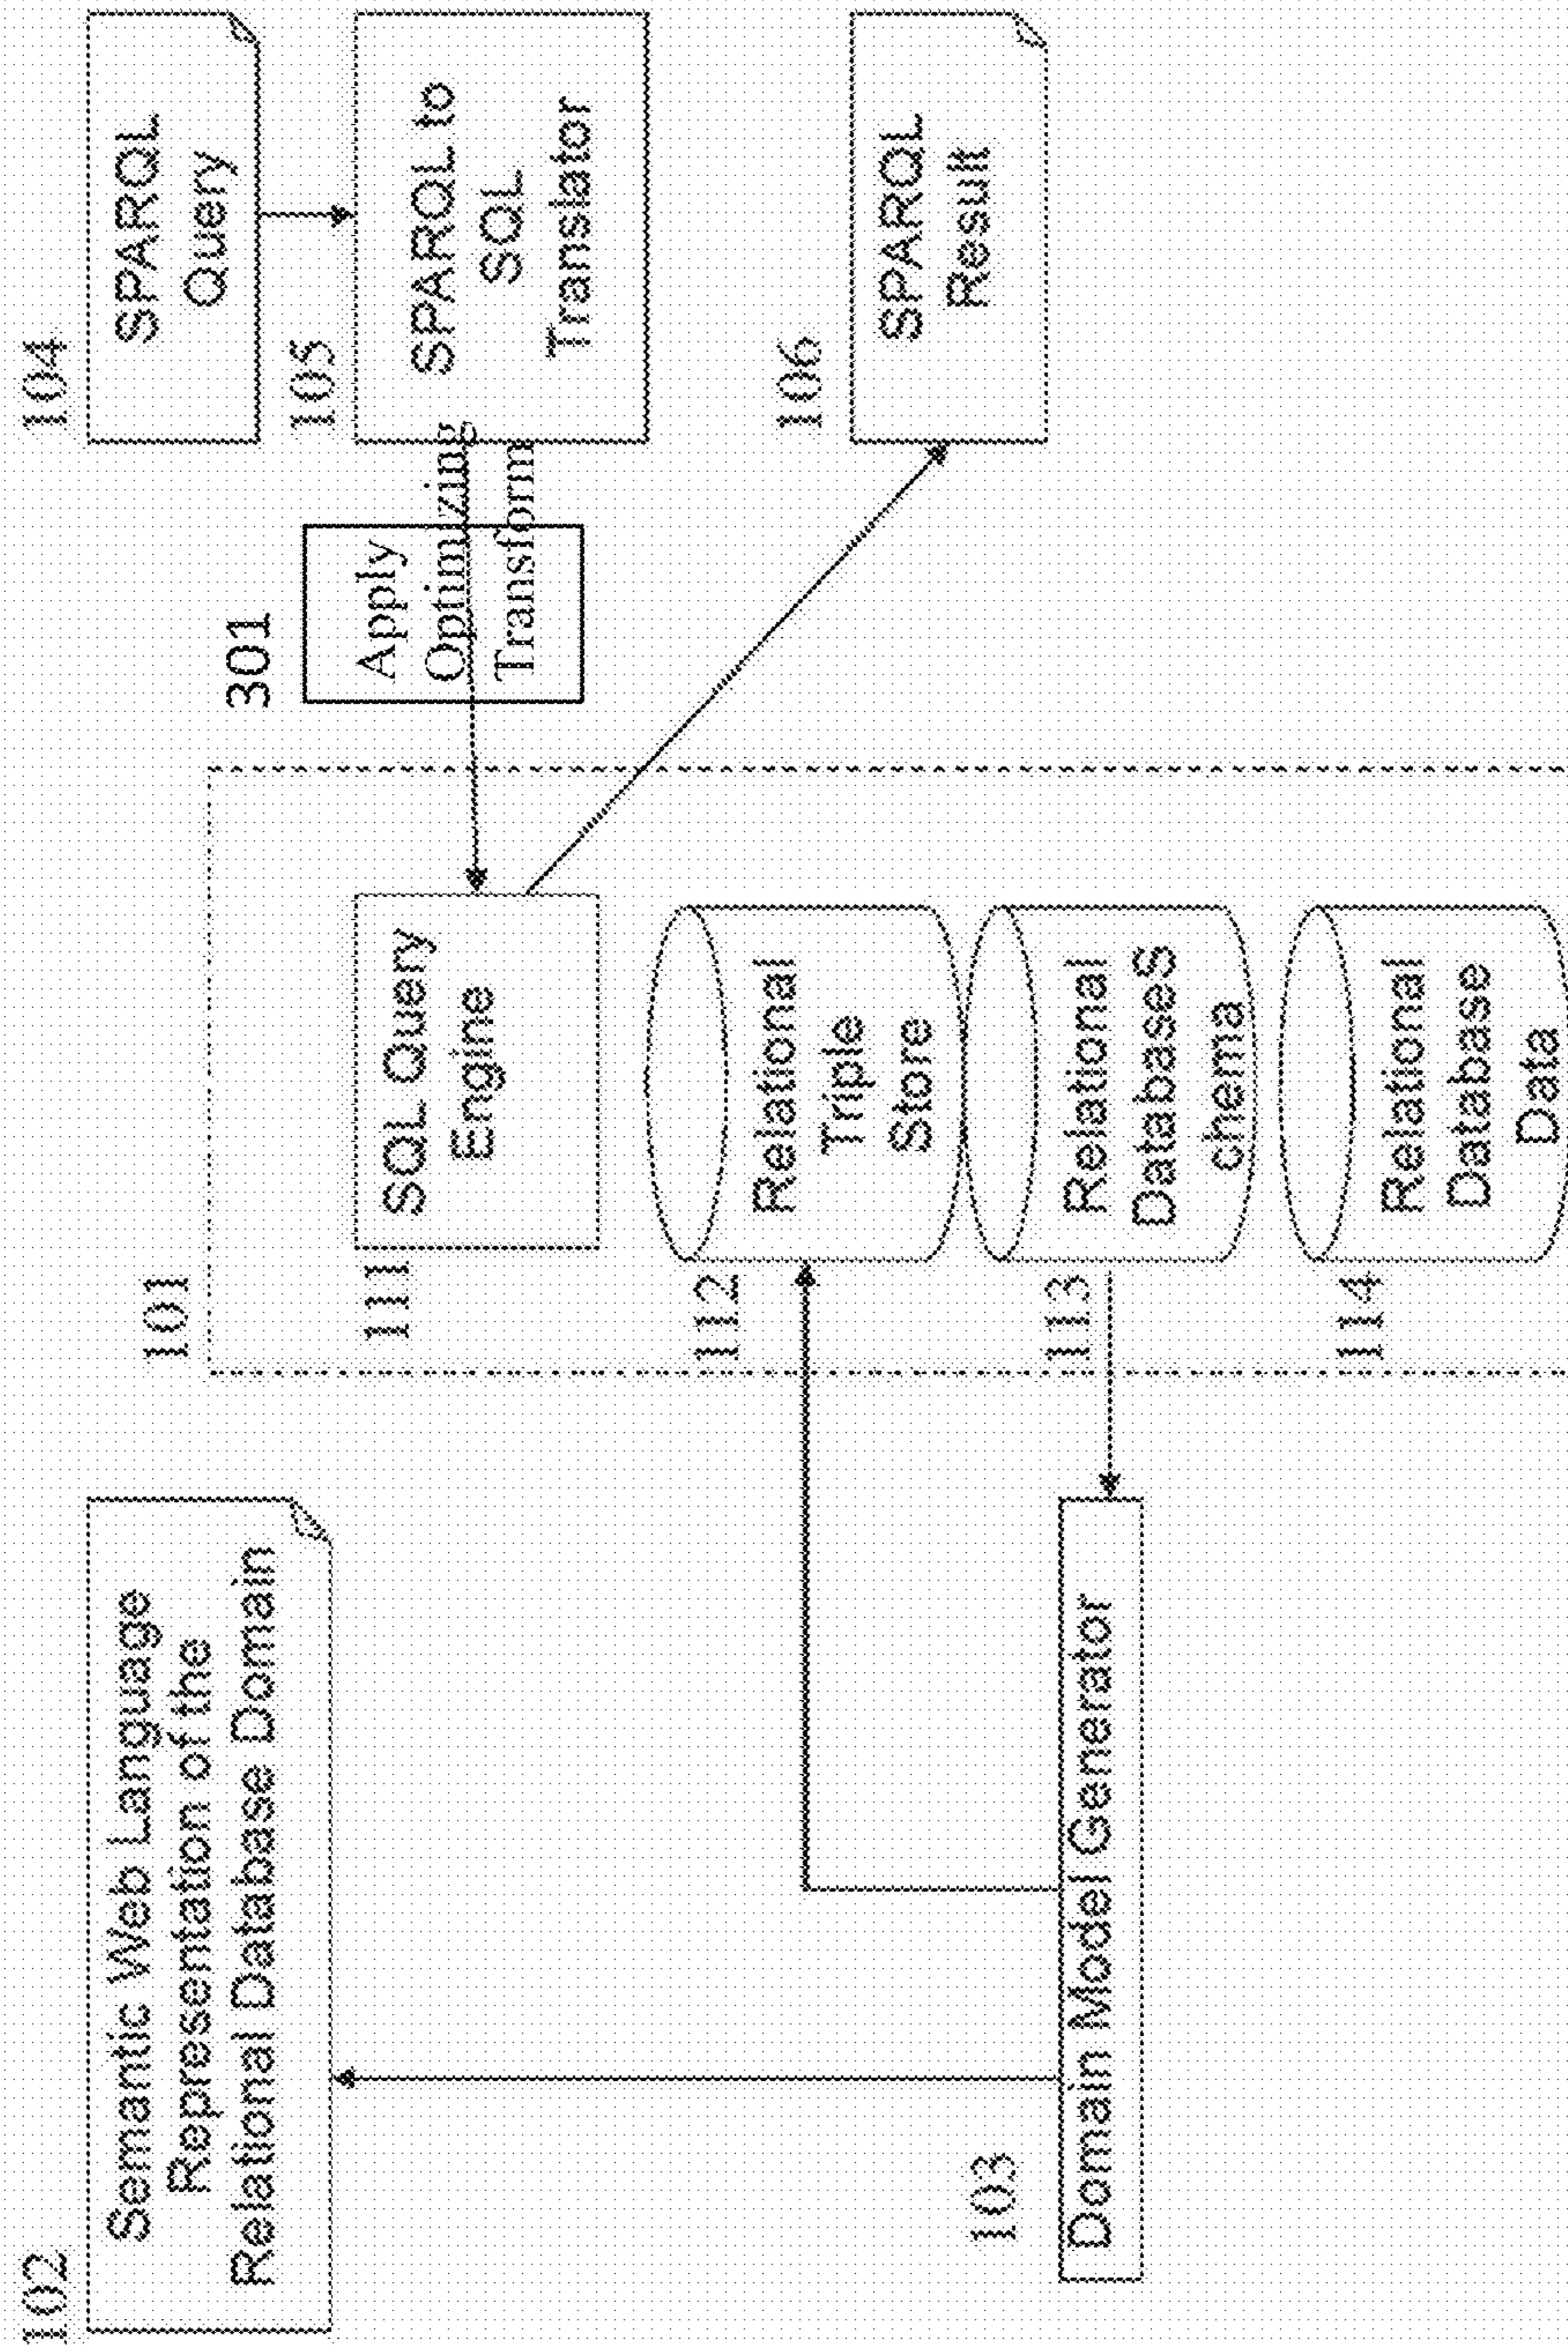 102
Semantic Web Language
Representation of the
Relational Database Domain
103
Domain Model Generator
101
111
SQL Query
Engine
112
Relational
Triple
Store
113
Relational
DatabaseS
chema
114
Relational
Database
Data
301
Apply
Optimizing
Transform
104
SPARQL
Query
105
SPARQL to
SQL
Translator
106
SPARQL
Result